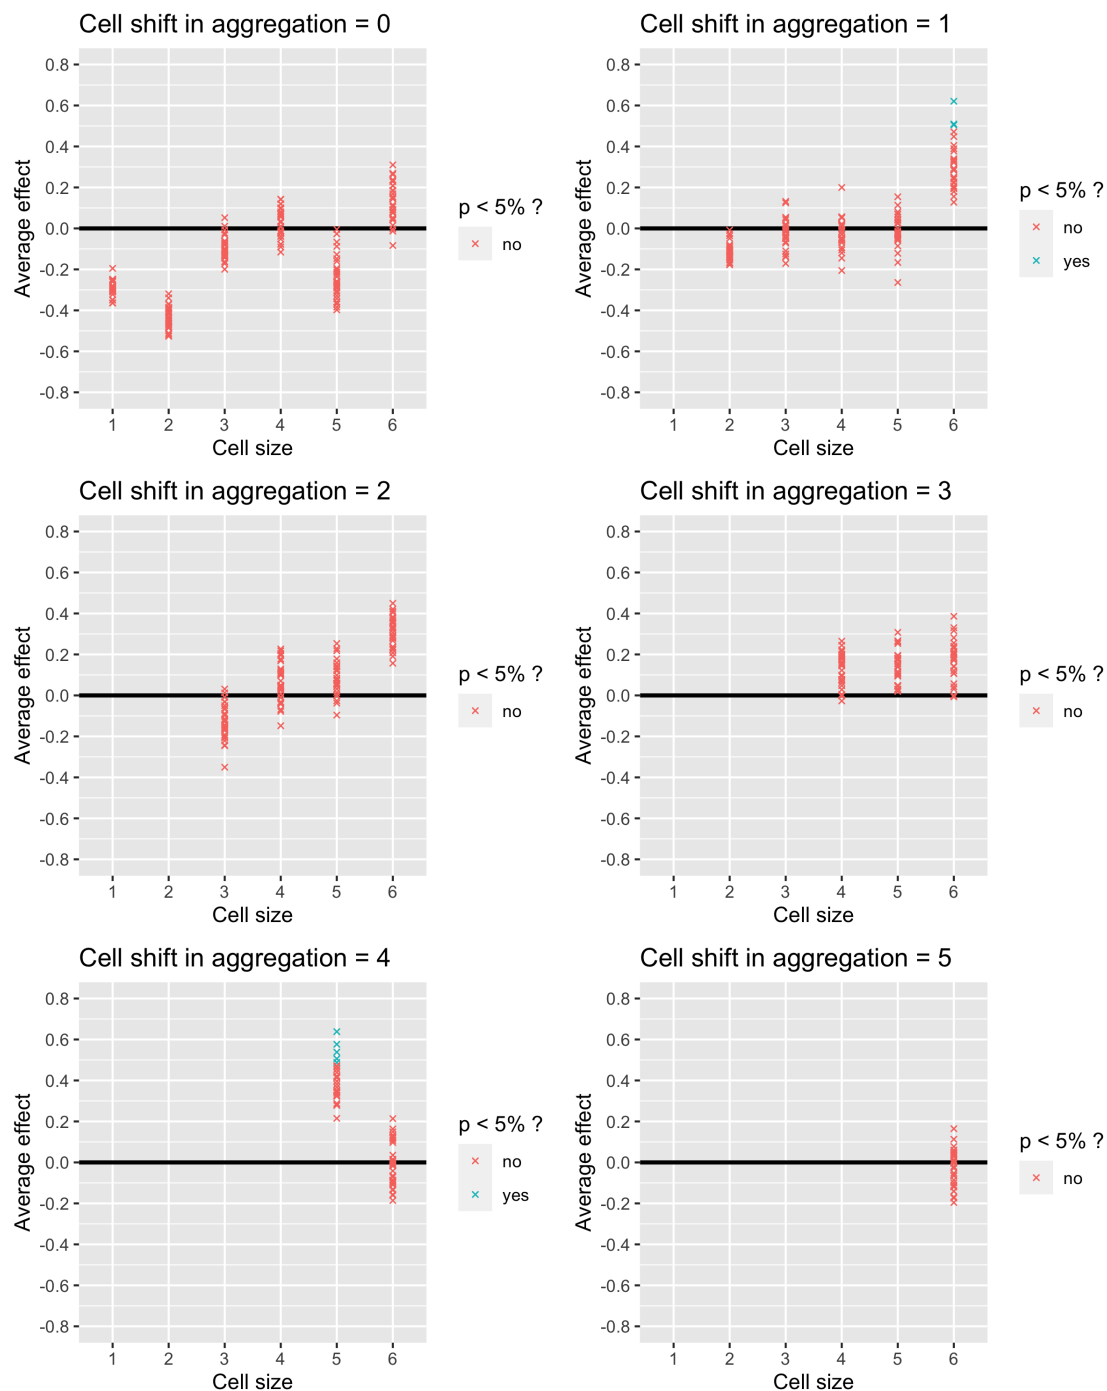 Cell shift in aggregation = 0
Average effect
0.8
0.6
0.4
0.2
0.0
-0.2
-0.4
-0.6
-0.8
1 2 3 4 5 6
Cell size
p < 5% ?
no
Cell shift in aggregation = 1
Average effect
0.8
0.6
0.4
0.2
0.0
-0.2
-0.4
-0.6
-0.8
1 2 3 4 5 6
Cell size
p < 5% ?
no
yes
Cell shift in aggregation = 2
Average effect
0.8
0.6
0.4
0.2
0.0
-0.2
-0.4
-0.6
-0.8
1 2 3 4 5 6
Cell size
p < 5% ?
no
Cell shift in aggregation = 3
Average effect
0.8
0.6
0.4
0.2
0.0
-0.2
-0.4
-0.6
-0.8
1 2 3 4 5 6
Cell size
p < 5% ?
no
Cell shift in aggregation = 4
Average effect
0.8
0.6
0.4
0.2
0.0
-0.2
-0.4
-0.6
-0.8
1 2 3 4 5 6
Cell size
p < 5% ?
no
yes
Cell shift in aggregation = 5
Average effect
0.8
0.6
0.4
0.2
0.0
-0.2
-0.4
-0.6
-0.8
1 2 3 4 5 6
Cell size
p < 5% ?
no